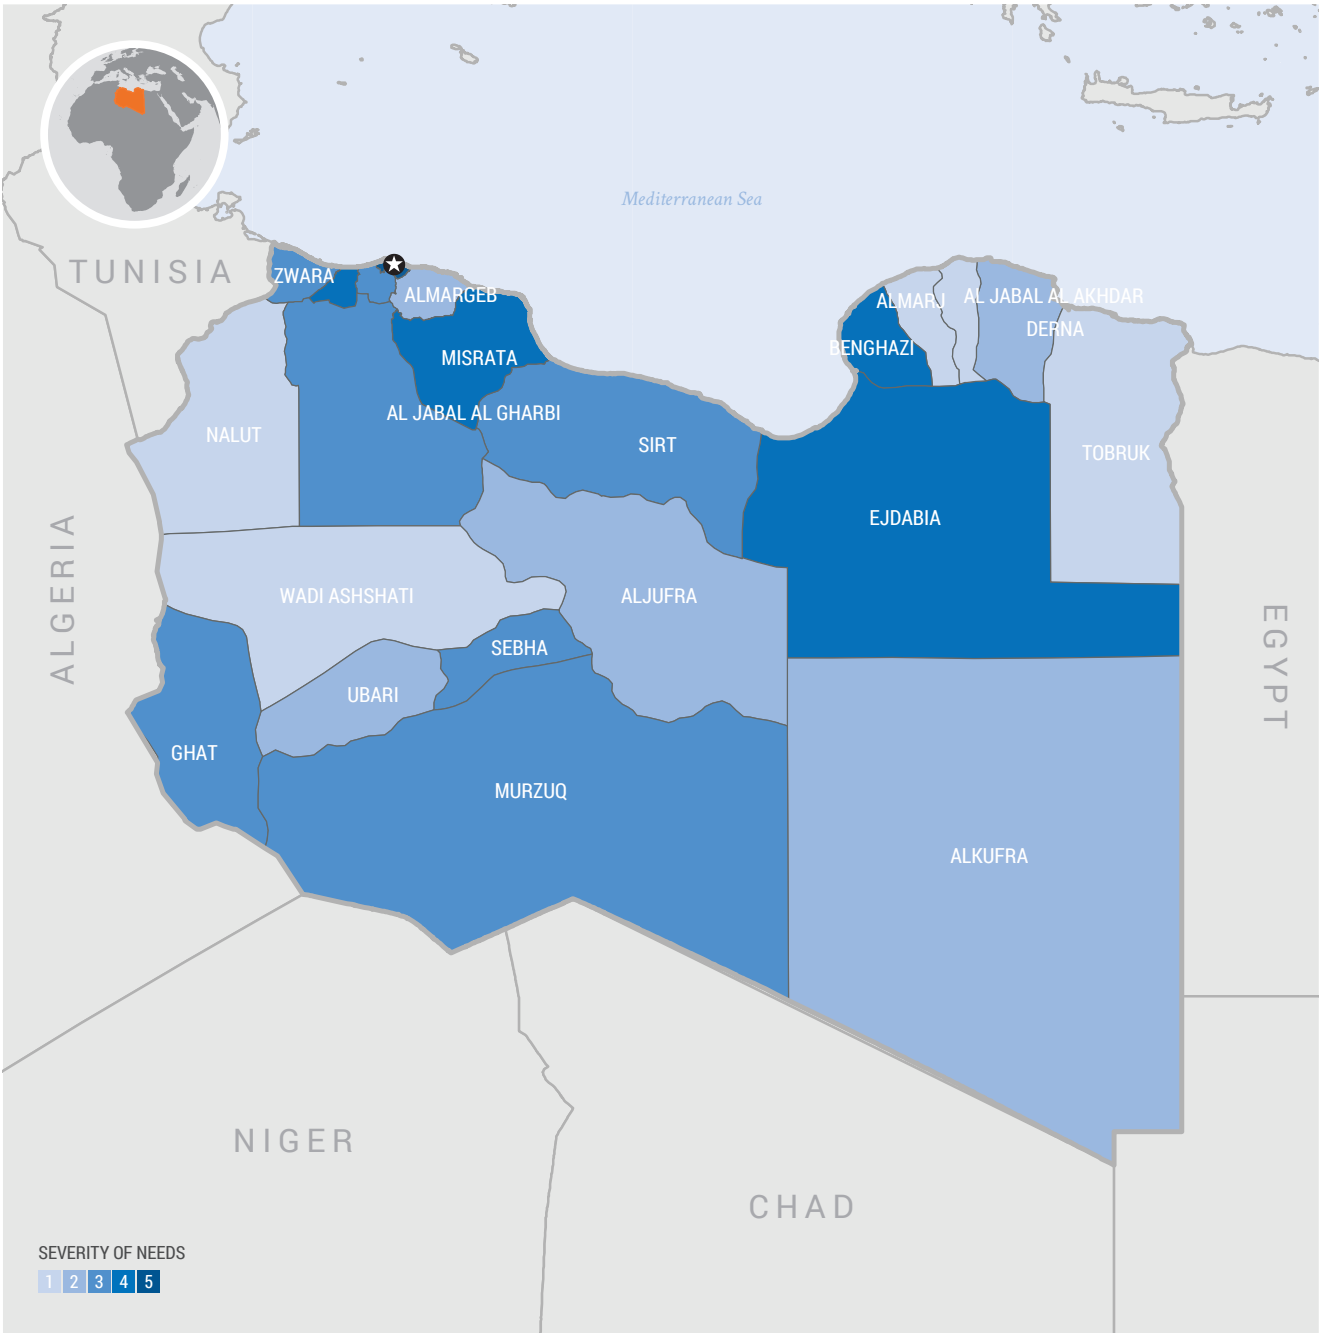 Mediterranean Sea
TUNISIA
ZWARA
ALMARGEB
ALMARJ
AL JABAL AL AKHDAR
DERNA
BENGHAZI
MISRATA
AL JABAL AL GHARBI
NALUT
SIRT
TOBRUK
EJDABIA
ALGERIA
WADI ASHSHATI
ALJUFRA
SEBHA
EGYPT
UBARI
GHAT
MURZUQ
ALKUFRA
NIGER
CHAD
SEVERITY OF NEEDS
1 2 3 4 5